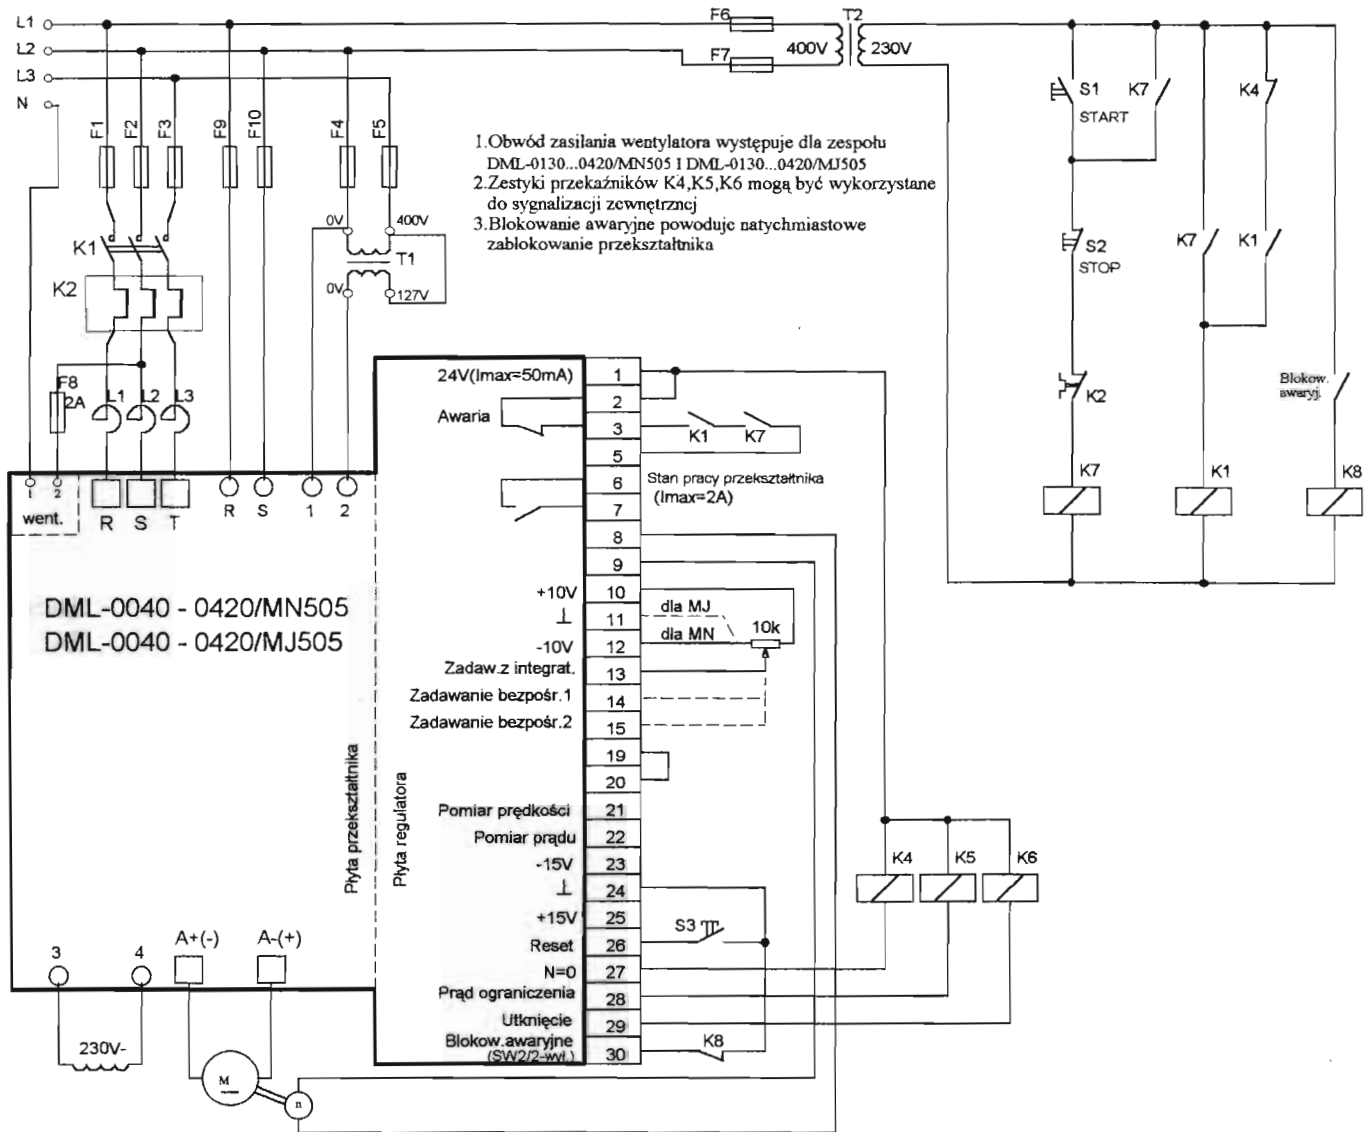 L1
L2
L3
N
F1
F2
F3
F9
F10
F4
F5
F6
F7
T2
400V
230V
1.Obwód zasilania wentylatora występuje dla zespołu
DML-0130...0420/MN505 I DML-0130...0420/MJ505
2.Zestyki przekaźników K4,K5,K6 mogą być wykorzystane
do sygnalizacji zewnętrznej
3.Blokowanie awaryjne powoduje natychmiastowe
zablokowanie przekształtnika
S1
START
K7
K4
S2
STOP
K7
K1
K2
Blokow.
awaryj.
K7
K1
K8
K1
K2
0V
400V
T1
0V
127V
F8
2A
L1
L2
L3
1
2
went.
R
S
T
R
S
1
2
DML-0040 - 0420/MN505
DML-0040 - 0420/MJ505
Płyta przekształtnika
Płyta regulatora
24V(Imax=50mA)
1
2
Awaria
3
K1
K7
5
6
Stan pracy przekształtnika
(Imax=2A)
7
8
9
+10V
10
⊥
11
dla MJ
-10V
12
dla MN
10k
Zadaw.z integrat.
13
Zadawanie bezpośr.1
14
Zadawanie bezpośr.2
15
19
20
Pomiar prędkości
21
Pomiar prądu
22
-15V
23
⊥
24
+15V
25
S3
Reset
26
N=0
27
Prąd ograniczenia
28
Utknięcie
29
Blokow.awaryjne
(SW2/2-wył.)
30
K8
K4
K5
K6
3
4
A+(-)
A-(+)
230V-
M
n